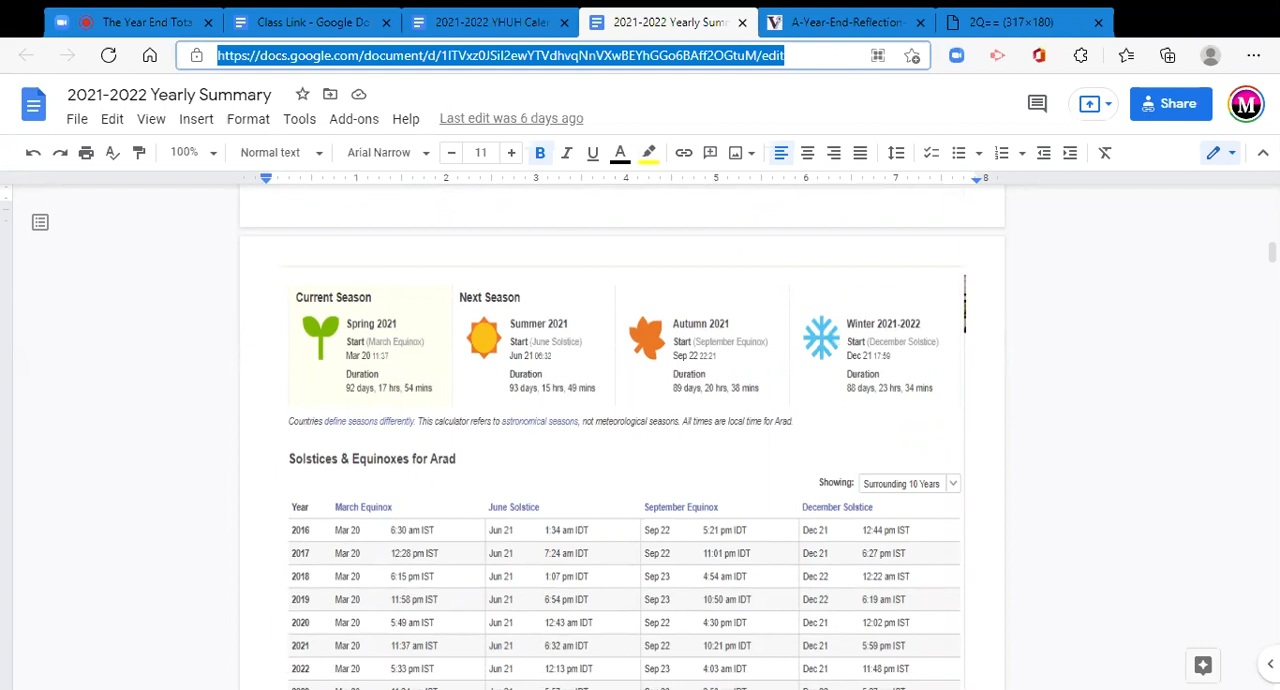 The Year End Tota
Class Link - Google Do
2021-2022 YHUH Caler
2021-2022 Yearly Summ
A-Year-End-Reflection-
2Q== (317×180)
https://docs.google.com/document/d/1lTVxz0JSiI2ewYTVdhvqNnVXwBEYhGGo6BAff2OGtuM/edit
2021-2022 Yearly Summary
File Edit View Insert Format Tools Add-ons Help Last edit was 6 days ago
Share
M
100% Normal text Arial Narrow - 11 + B I U A
1 2 3 4 5 6 7 8
Current Season Next Season
Spring 2021 Summer 2021 Autumn 2021 Winter 2021-2022
Start (March Equinox) Start (June Solstice) Start (September Equinox) Start (December Solstice)
Mar 20 11:37 Jun 21 06:32 Sep 22 22:21 Dec 21 17:59
Duration Duration Duration Duration
92 days, 17 hrs, 54 mins 93 days, 15 hrs, 49 mins 89 days, 20 hrs, 38 mins 88 days, 23 hrs, 34 mins
Countries define seasons differently. This calculator refers to astronomical seasons, not meteorological seasons. All times are local time for Arad.
Solstices & Equinoxes for Arad
Showing: Surrounding 10 Years
Year March Equinox June Solstice September Equinox December Solstice
2016 Mar 20 6:30 am IST Jun 21 1:34 am IDT Sep 22 5:21 pm IDT Dec 21 12:44 pm IST
2017 Mar 20 12:28 pm IST Jun 21 7:24 am IDT Sep 22 11:01 pm IDT Dec 21 6:27 pm IST
2018 Mar 20 6:15 pm IST Jun 21 1:07 pm IDT Sep 23 4:54 am IDT Dec 22 12:22 am IST
2019 Mar 20 11:58 pm IST Jun 21 6:54 pm IDT Sep 23 10:50 am IDT Dec 22 6:19 am IST
2020 Mar 20 5:49 am IST Jun 21 12:43 am IDT Sep 22 4:30 pm IDT Dec 21 12:02 pm IST
2021 Mar 20 11:37 am IST Jun 21 6:32 am IDT Sep 22 10:21 pm IDT Dec 21 5:59 pm IST
2022 Mar 20 5:33 pm IST Jun 21 12:13 pm IDT Sep 23 4:03 am IDT Dec 21 11:48 pm IST